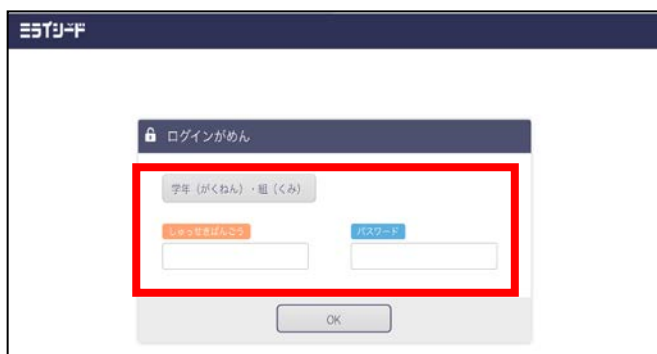 ミライシード
ログインがめん
学年（がくねん）・組（くみ）
しゅっせきばんごう
パスワード
OK